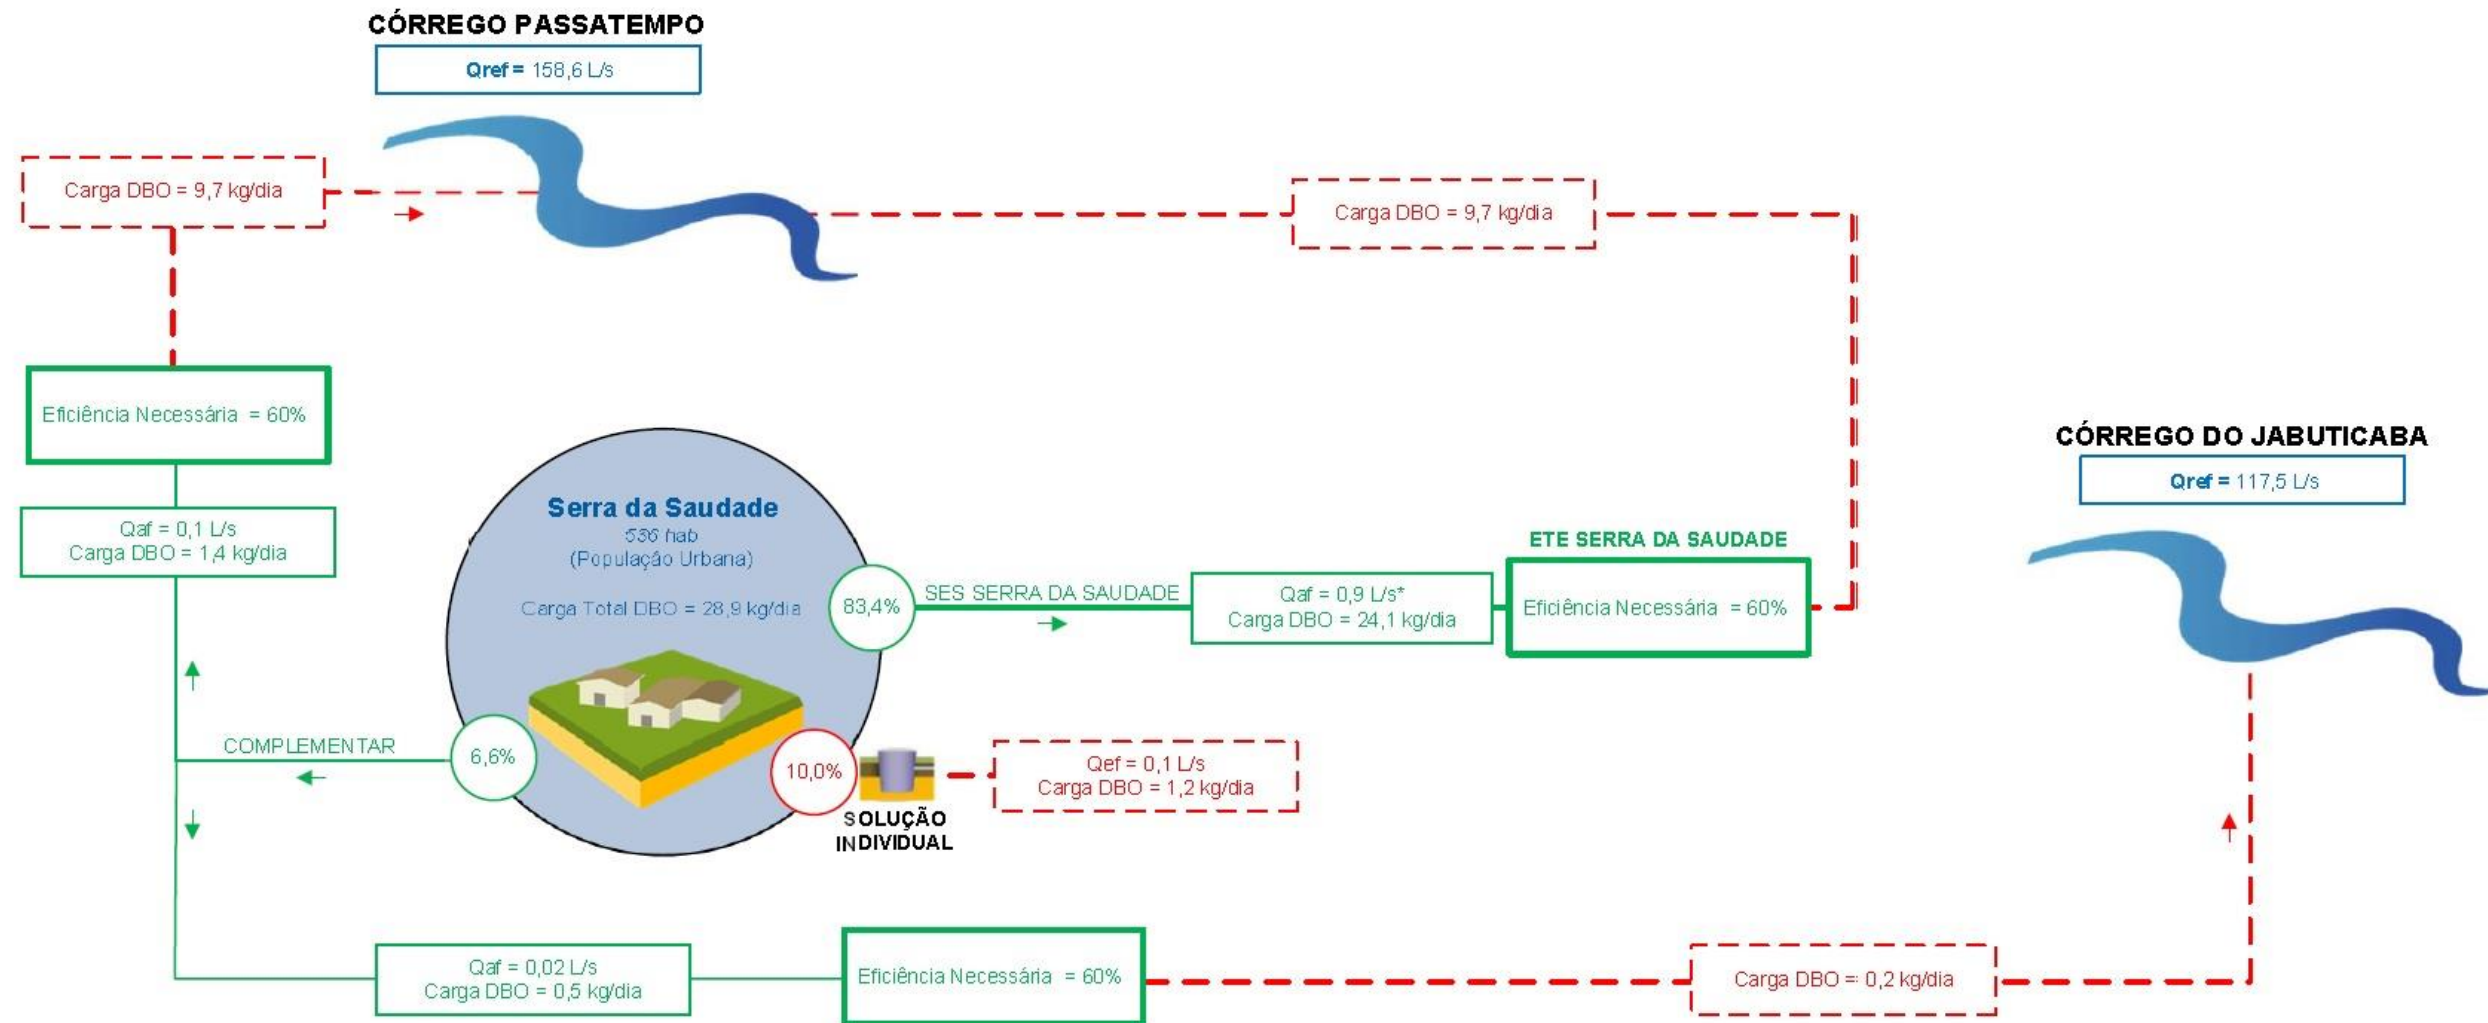 CÓRREGO PASSATEMPO
Qref = 158,6 L/s
Carga DBO = 9,7 kg/dia
Carga DBO = 9,7 kg/dia
Eficiência Necessária = 60%
CÓRREGO DO JABUTICABA
Qref = 117,5 L/s
Qaf = 0,1 L/s
Carga DBO = 1,4 kg/dia
Serra da Saudade
536 hab
(População Urbana)
Carga Total DBO = 28,9 kg/dia
83,4%
SES SERRA DA SAUDADE
Qaf = 0,9 L/s*
Carga DBO = 24,1 kg/dia
ETE SERRA DA SAUDADE
Eficiência Necessária = 60%
COMPLEMENTAR
6,6%
10,0%
SOLUÇÃO
INDIVIDUAL
Qef = 0,1 L/s
Carga DBO = 1,2 kg/dia
Qaf = 0,02 L/s
Carga DBO = 0,5 kg/dia
Eficiência Necessária = 60%
Carga DBO = 0,2 kg/dia